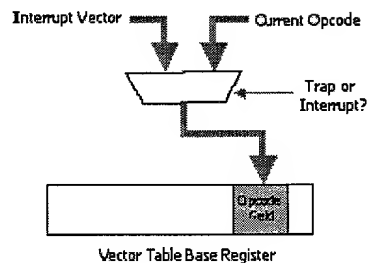 Interrupt Vector
Current Opcode
Trap or
Interrupt?
Opcode
Field
Vector Table Base Register